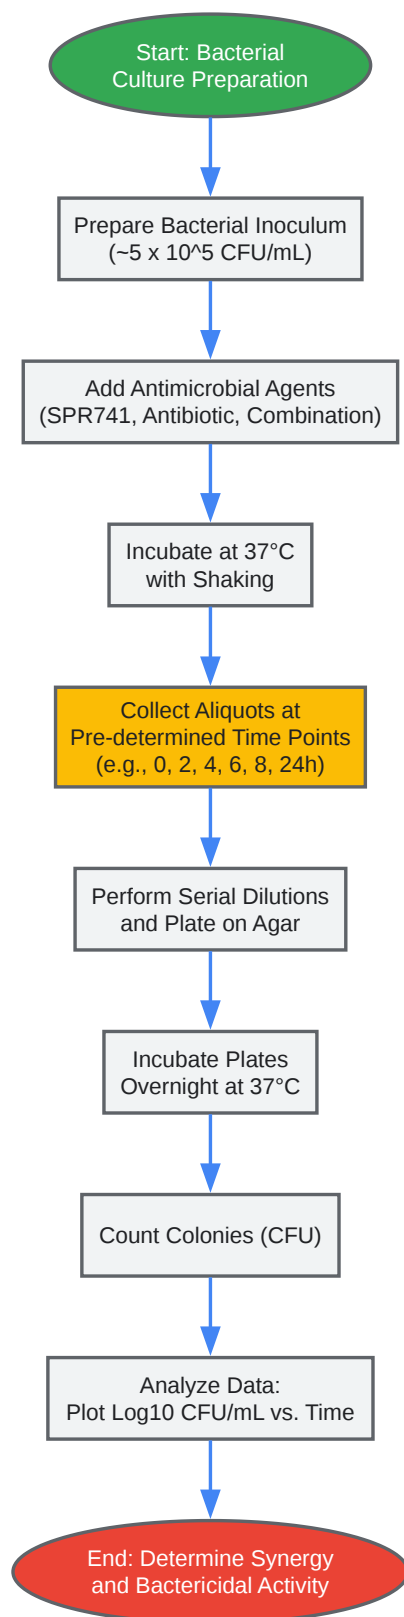 Start: Bacterial
Culture Preparation
Prepare Bacterial Inoculum
(~5 x 10^5 CFU/mL)
Add Antimicrobial Agents
(SPR741, Antibiotic, Combination)
Incubate at 37°C
with Shaking
Collect Aliquots at
Pre-determined Time Points
(e.g., 0, 2, 4, 6, 8, 24h)
Perform Serial Dilutions
and Plate on Agar
Incubate Plates
Overnight at 37°C
Count Colonies (CFU)
Analyze Data:
Plot Log10 CFU/mL vs. Time
End: Determine Synergy
and Bactericidal Activity